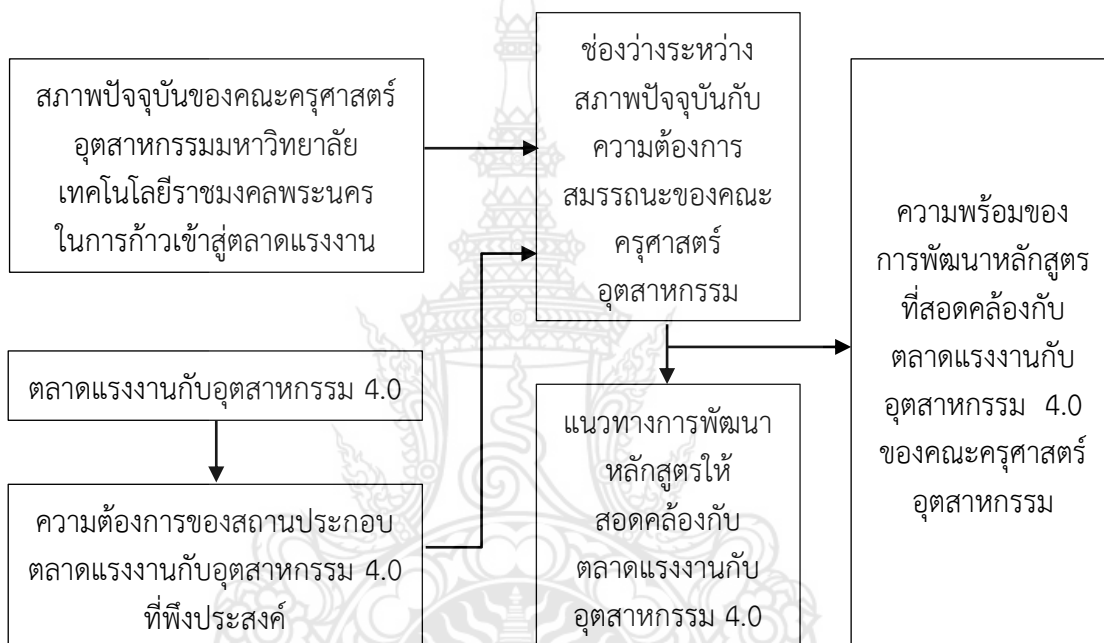 สภาพปัจจุบันของคณะครุศาสตร์
อุตสาหกรรมมหาวิทยาลัย
เทคโนโลยีราชมงคลพระนคร
ในการก้าวเข้าสู่ตลาดแรงงาน
ตลาดแรงงานกับอุตสาหกรรม 4.0
ความต้องการของสถานประกอบ
ตลาดแรงงานกับอุตสาหกรรม 4.0
ที่พึงประสงค์
ช่องว่างระหว่าง
สภาพปัจจุบันกับ
ความต้องการ
สมรรถนะของคณะ
ครุศาสตร์
อุตสาหกรรม
แนวทางการพัฒนา
หลักสูตรให้
สอดคล้องกับ
ตลาดแรงงานกับ
อุตสาหกรรม 4.0
ความพร้อมของ
การพัฒนาหลักสูตร
ที่สอดคล้องกับ
ตลาดแรงงานกับ
อุตสาหกรรม 4.0
ของคณะครุศาสตร์
อุตสาหกรรม